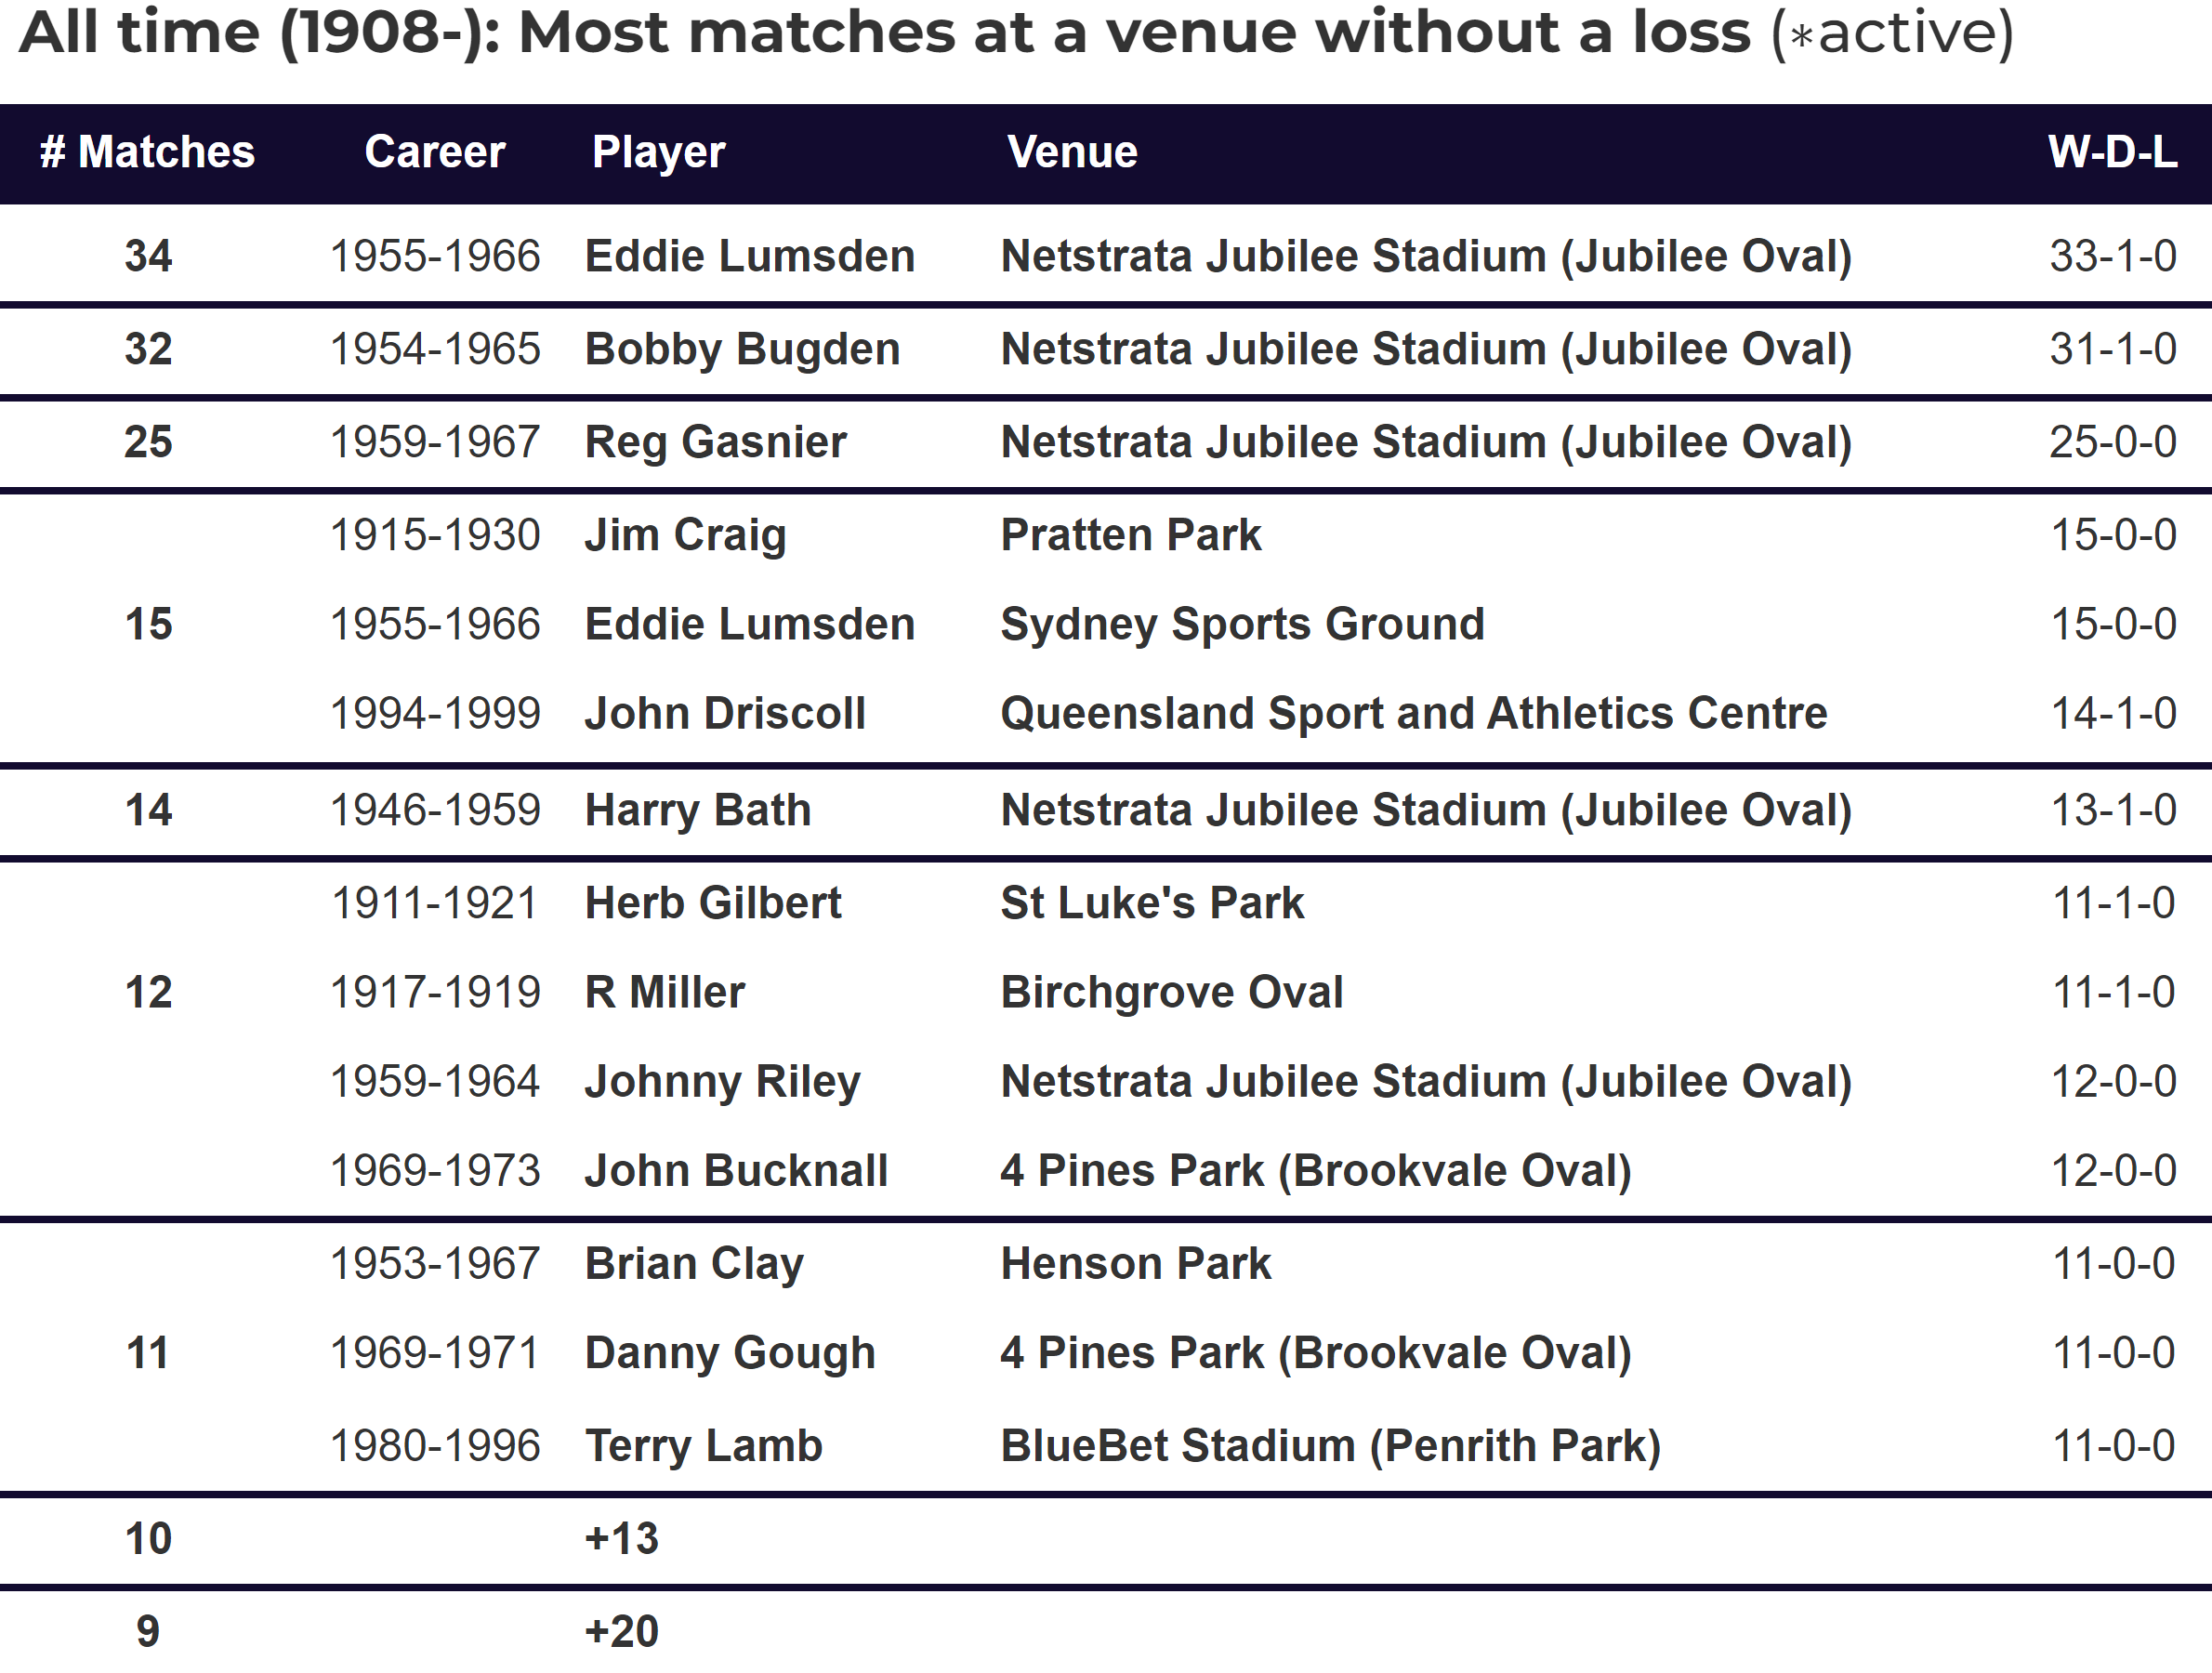 All time (1908-): Most matches at a venue without a loss (*active)
# Matches Career Player Venue W-D-L
34 1955-1966 Eddie Lumsden Netstrata Jubilee Stadium (Jubilee Oval) 33-1-0
32 1954-1965 Bobby Bugden Netstrata Jubilee Stadium (Jubilee Oval) 31-1-0
25 1959-1967 Reg Gasnier Netstrata Jubilee Stadium (Jubilee Oval) 25-0-0
1915-1930 Jim Craig Pratten Park 15-0-0
15 1955-1966 Eddie Lumsden Sydney Sports Ground 15-0-0
1994-1999 John Driscoll Queensland Sport and Athletics Centre 14-1-0
14 1946-1959 Harry Bath Netstrata Jubilee Stadium (Jubilee Oval) 13-1-0
1911-1921 Herb Gilbert St Luke's Park 11-1-0
12 1917-1919 R Miller Birchgrove Oval 11-1-0
1959-1964 Johnny Riley Netstrata Jubilee Stadium (Jubilee Oval) 12-0-0
1969-1973 John Bucknall 4 Pines Park (Brookvale Oval) 12-0-0
1953-1967 Brian Clay Henson Park 11-0-0
11 1969-1971 Danny Gough 4 Pines Park (Brookvale Oval) 11-0-0
1980-1996 Terry Lamb BlueBet Stadium (Penrith Park) 11-0-0
10 +13
9 +20